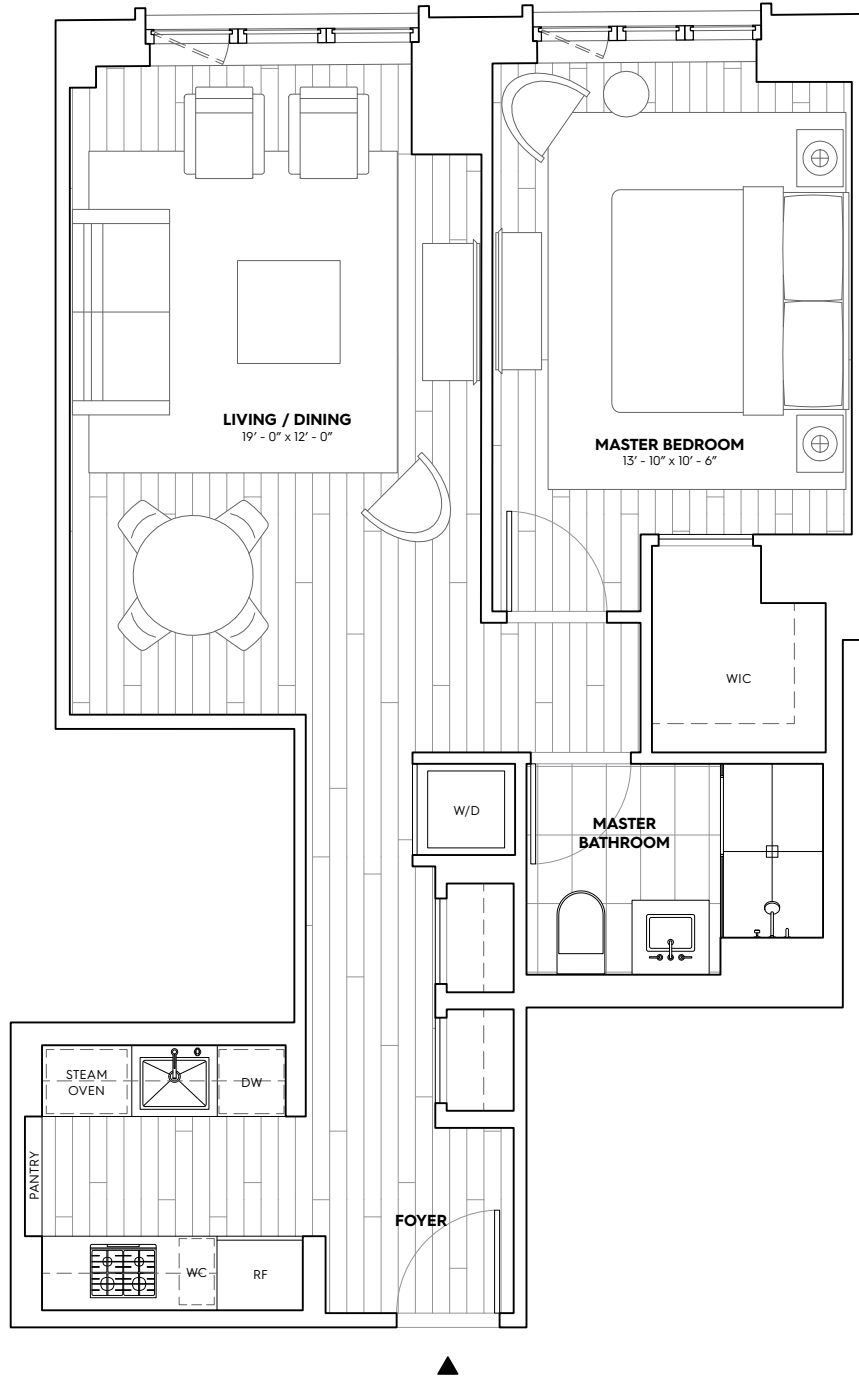 LIVING / DINING
19’ - 0” x 12’ - 0”
MASTER BEDROOM
13’ - 10” x 10’ - 6”
WIC
W/D
MASTER
BATHROOM
STEAM
OVEN
DW
PANTRY
FOYER
WC
RF